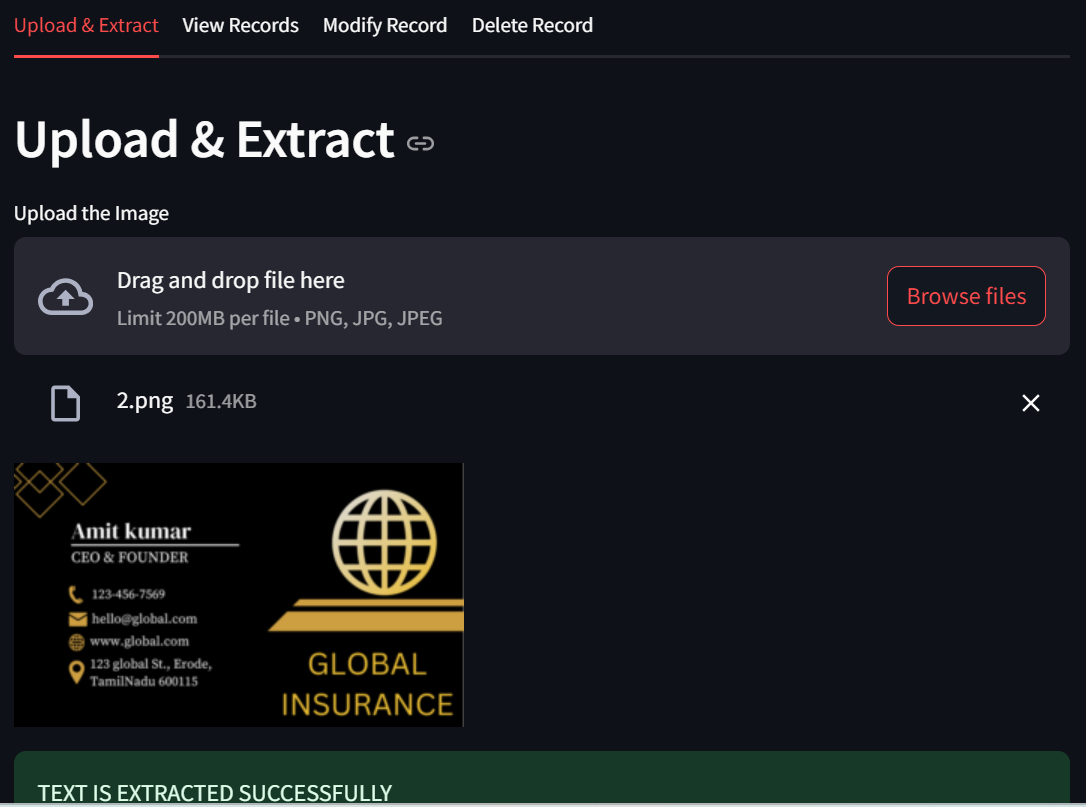 Upload & Extract View Records Modify Record Delete Record
Upload & Extract
Upload the Image
Drag and drop file here
Limit 200MB per file • PNG, JPG, JPEG
Browse files
2.png 161.4KB
Amit kumar
CEO & FOUNDER
123-456-7569
hello@global.com
www.global.com
123 global St., Erode,
TamilNadu 600115
GLOBAL
INSURANCE
TEXT IS EXTRACTED SUCCESSFULLY